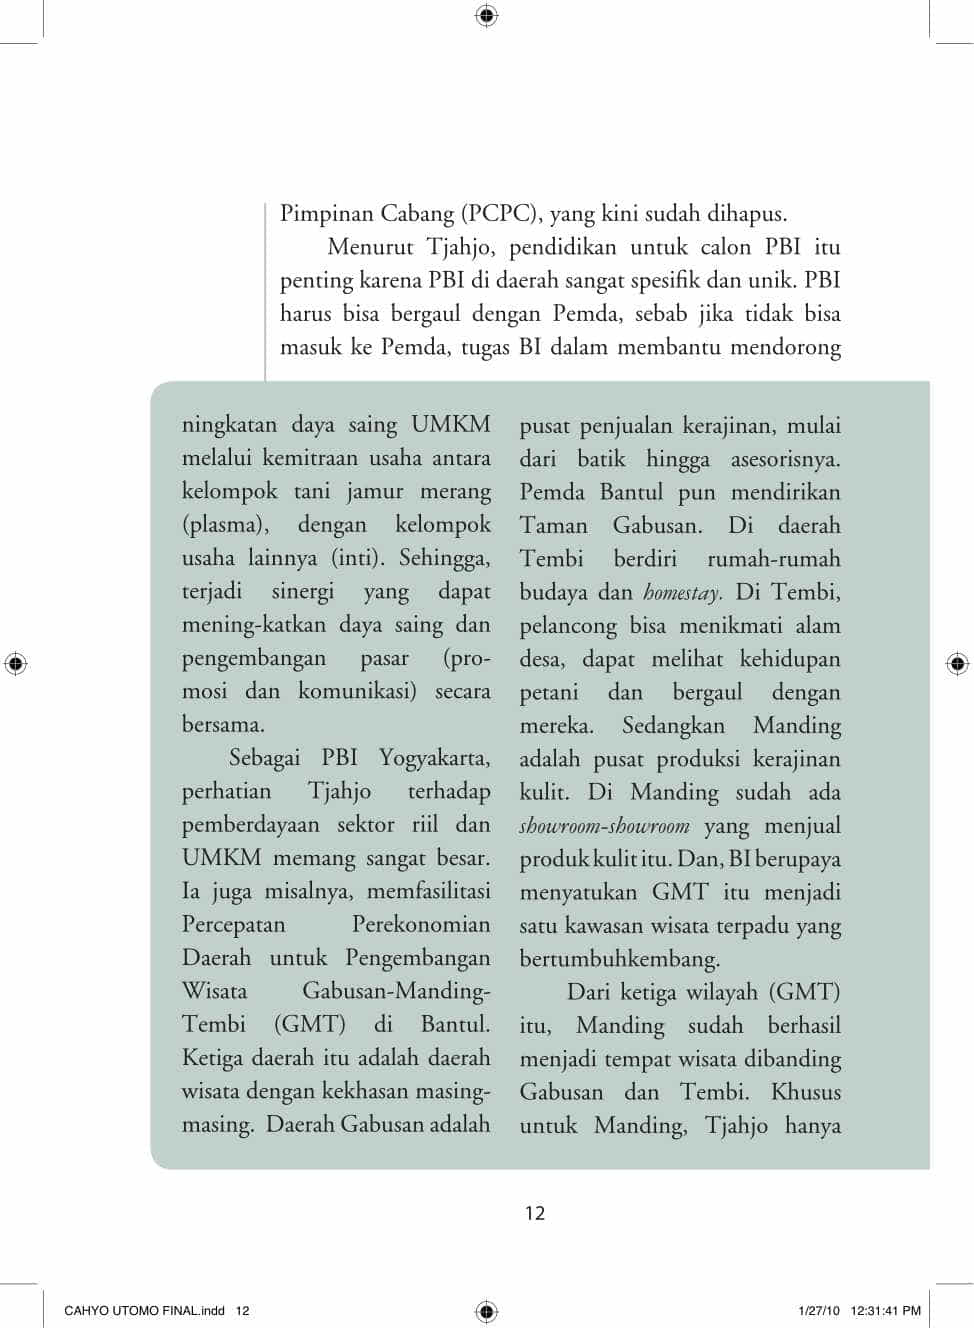 Pimpinan Cabang (PCPC), yang kini sudah dihapus.
Menurut Tjahjo, pendidikan untuk calon PBI itu
penting karena PBI di daerah sangat spesifik dan unik. PBI
harus bisa bergaul dengan Pemda, sebab jika tidak bisa
masuk ke Pemda, tugas BI dalam membantu mendorong
ningkatan daya saing UMKM
melalui kemitraan usaha antara
kelompok tani jamur merang
(plasma), dengan kelompok
usaha lainnya (inti). Sehingga,
terjadi sinergi yang dapat
mening-katkan daya saing dan
pengembangan pasar (pro-
mosi dan komunikasi) secara
bersama.
Sebagai PBI Yogyakarta,
perhatian Tjahjo terhadap
pemberdayaan sektor riil dan
UMKM memang sangat besar.
Ia juga misalnya, memfasilitasi
Percepatan Perekonomian
Daerah untuk Pengembangan
Wisata Gabusan-Manding-
Tembi (GMT) di Bantul.
Ketiga daerah itu adalah daerah
wisata dengan kekhasan masing-
masing. Daerah Gabusan adalah
pusat penjualan kerajinan, mulai
dari batik hingga asesorisnya.
Pemda Bantul pun mendirikan
Taman Gabusan. Di daerah
Tembi berdiri rumah-rumah
budaya dan homestay. Di Tembi,
pelancong bisa menikmati alam
desa, dapat melihat kehidupan
petani dan bergaul dengan
mereka. Sedangkan Manding
adalah pusat produksi kerajinan
kulit. Di Manding sudah ada
showroom-showroom yang menjual
produk kulit itu. Dan, BI berupaya
menyatukan GMT itu menjadi
satu kawasan wisata terpadu yang
bertumbuhkembang.
Dari ketiga wilayah (GMT)
itu, Manding sudah berhasil
menjadi tempat wisata dibanding
Gabusan dan Tembi. Khusus
untuk Manding, Tjahjo hanya
12
CAHYO UTOMO FINAL.indd 12
1/27/10 12:31:41 PM